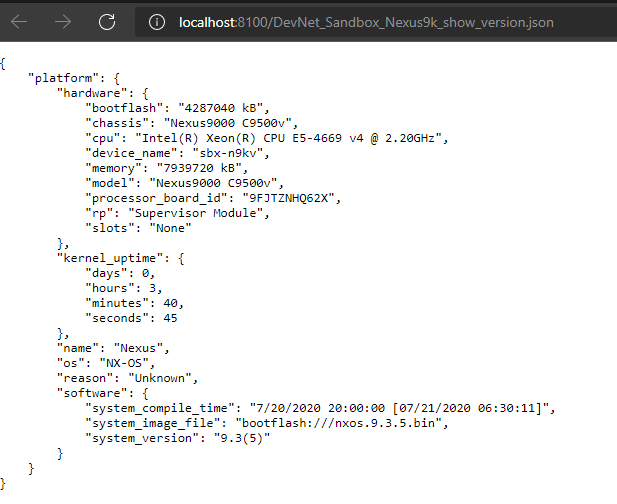 localhost:8100/DevNet_Sandbox_Nexus9k_show_version.json
{
    "platform": {
        "hardware": {
            "bootflash": "4287040 kB",
            "chassis": "Nexus9000 C9500v",
            "cpu": "Intel(R) Xeon(R) CPU E5-4669 v4 @ 2.20GHz",
            "device_name": "sbx-n9kv",
            "memory": "7939720 kB",
            "model": "Nexus9000 C9500v",
            "processor_board_id": "9FJTZNHQ62X",
            "rp": "Supervisor Module",
            "slots": "None"
        },
        "kernel_uptime": {
            "days": 0,
            "hours": 3,
            "minutes": 40,
            "seconds": 45
        },
        "name": "Nexus",
        "os": "NX-OS",
        "reason": "Unknown",
        "software": {
            "system_compile_time": "7/20/2020 20:00:00 [07/21/2020 06:30:11]",
            "system_image_file": "bootflash:///nxos.9.3.5.bin",
            "system_version": "9.3(5)"
        }
    }
}